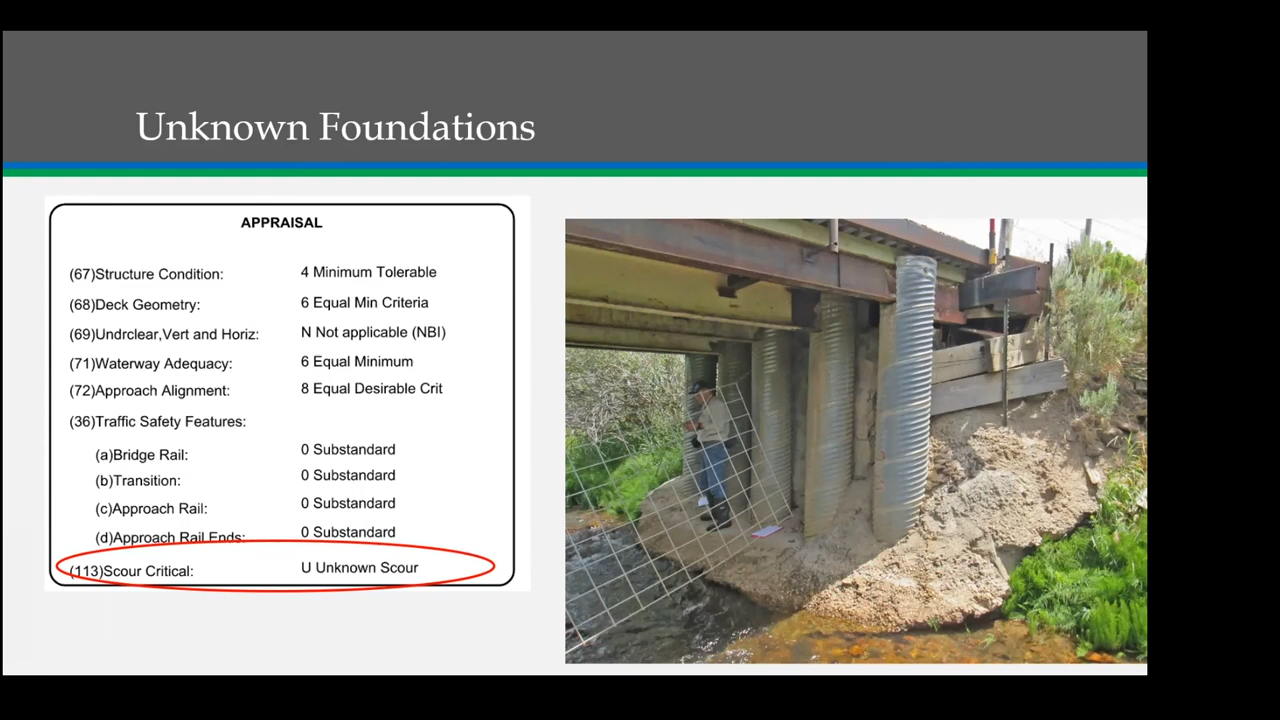 Unknown Foundations
APPRAISAL
(67)Structure Condition: 4 Minimum Tolerable
(68)Deck Geometry: 6 Equal Min Criteria
(69)Undrclear,Vert and Horiz: N Not applicable (NBI)
(71)Waterway Adequacy: 6 Equal Minimum
(72)Approach Alignment: 8 Equal Desirable Crit
(36)Traffic Safety Features:
(a)Bridge Rail: 0 Substandard
(b)Transition: 0 Substandard
(c)Approach Rail: 0 Substandard
(d)Approach Rail Ends: 0 Substandard
(113)Scour Critical: U Unknown Scour